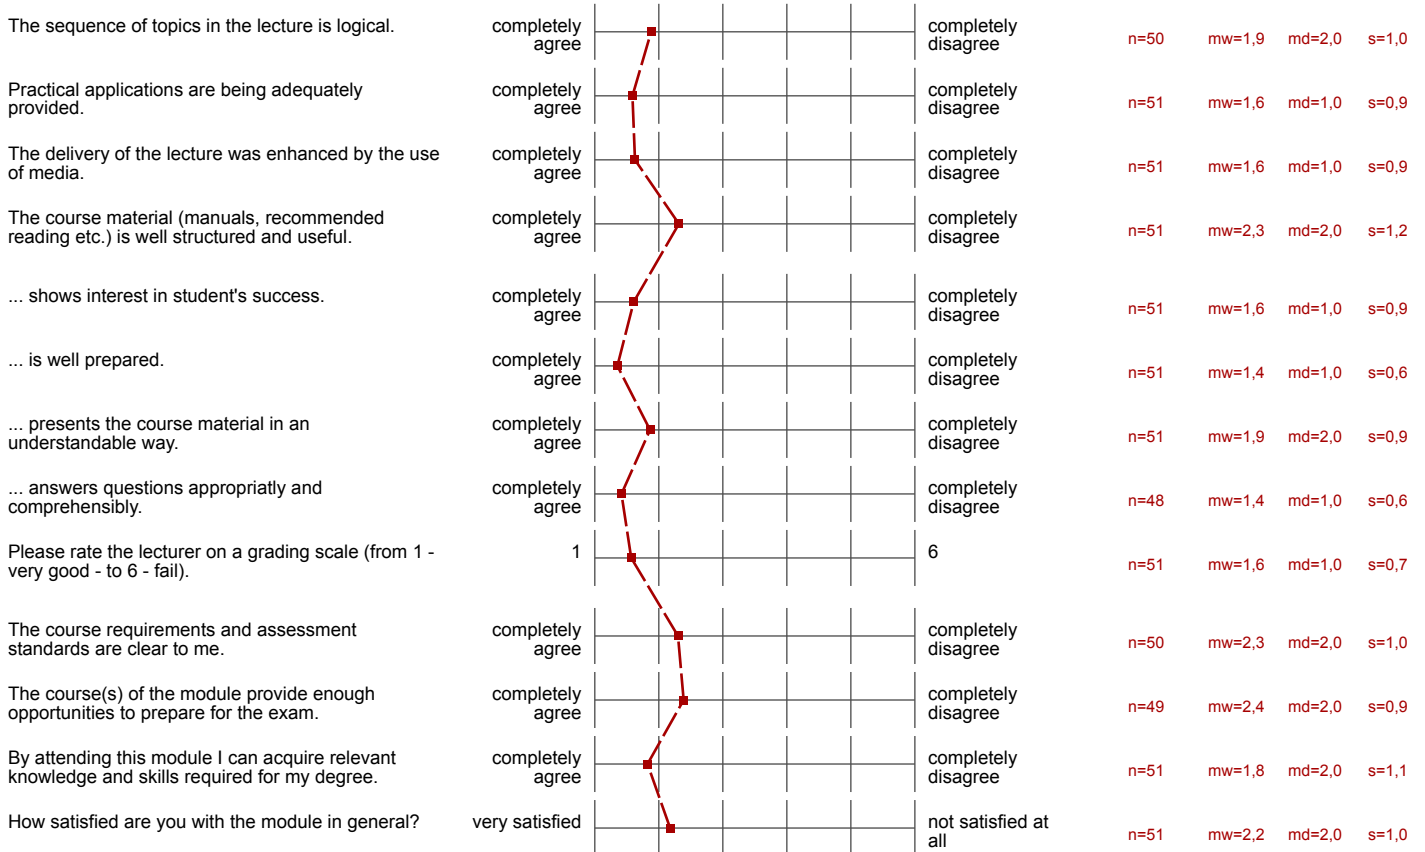 The sequence of topics in the lecture is logical. completely agree completely disagree n=50 mw=1,9 md=2,0 s=1,0
Practical applications are being adequately
provided. completely agree completely disagree n=51 mw=1,6 md=1,0 s=0,9
The delivery of the lecture was enhanced by the use
of media. completely agree completely disagree n=51 mw=1,6 md=1,0 s=0,9
The course material (manuals, recommended
reading etc.) is well structured and useful. completely agree completely disagree n=51 mw=2,3 md=2,0 s=1,2
... shows interest in student's success. completely agree completely disagree n=51 mw=1,6 md=1,0 s=0,9
... is well prepared. completely agree completely disagree n=51 mw=1,4 md=1,0 s=0,6
... presents the course material in an
understandable way. completely agree completely disagree n=51 mw=1,9 md=2,0 s=0,9
... answers questions appropriatly and
comprehensibly. completely agree completely disagree n=48 mw=1,4 md=1,0 s=0,6
Please rate the lecturer on a grading scale (from 1 -
very good - to 6 - fail). 1 6 n=51 mw=1,6 md=1,0 s=0,7
The course requirements and assessment
standards are clear to me. completely agree completely disagree n=50 mw=2,3 md=2,0 s=1,0
The course(s) of the module provide enough
opportunities to prepare for the exam. completely agree completely disagree n=49 mw=2,4 md=2,0 s=0,9
By attending this module I can acquire relevant
knowledge and skills required for my degree. completely agree completely disagree n=51 mw=1,8 md=2,0 s=1,1
How satisfied are you with the module in general? very satisfied not satisfied at all n=51 mw=2,2 md=2,0 s=1,0